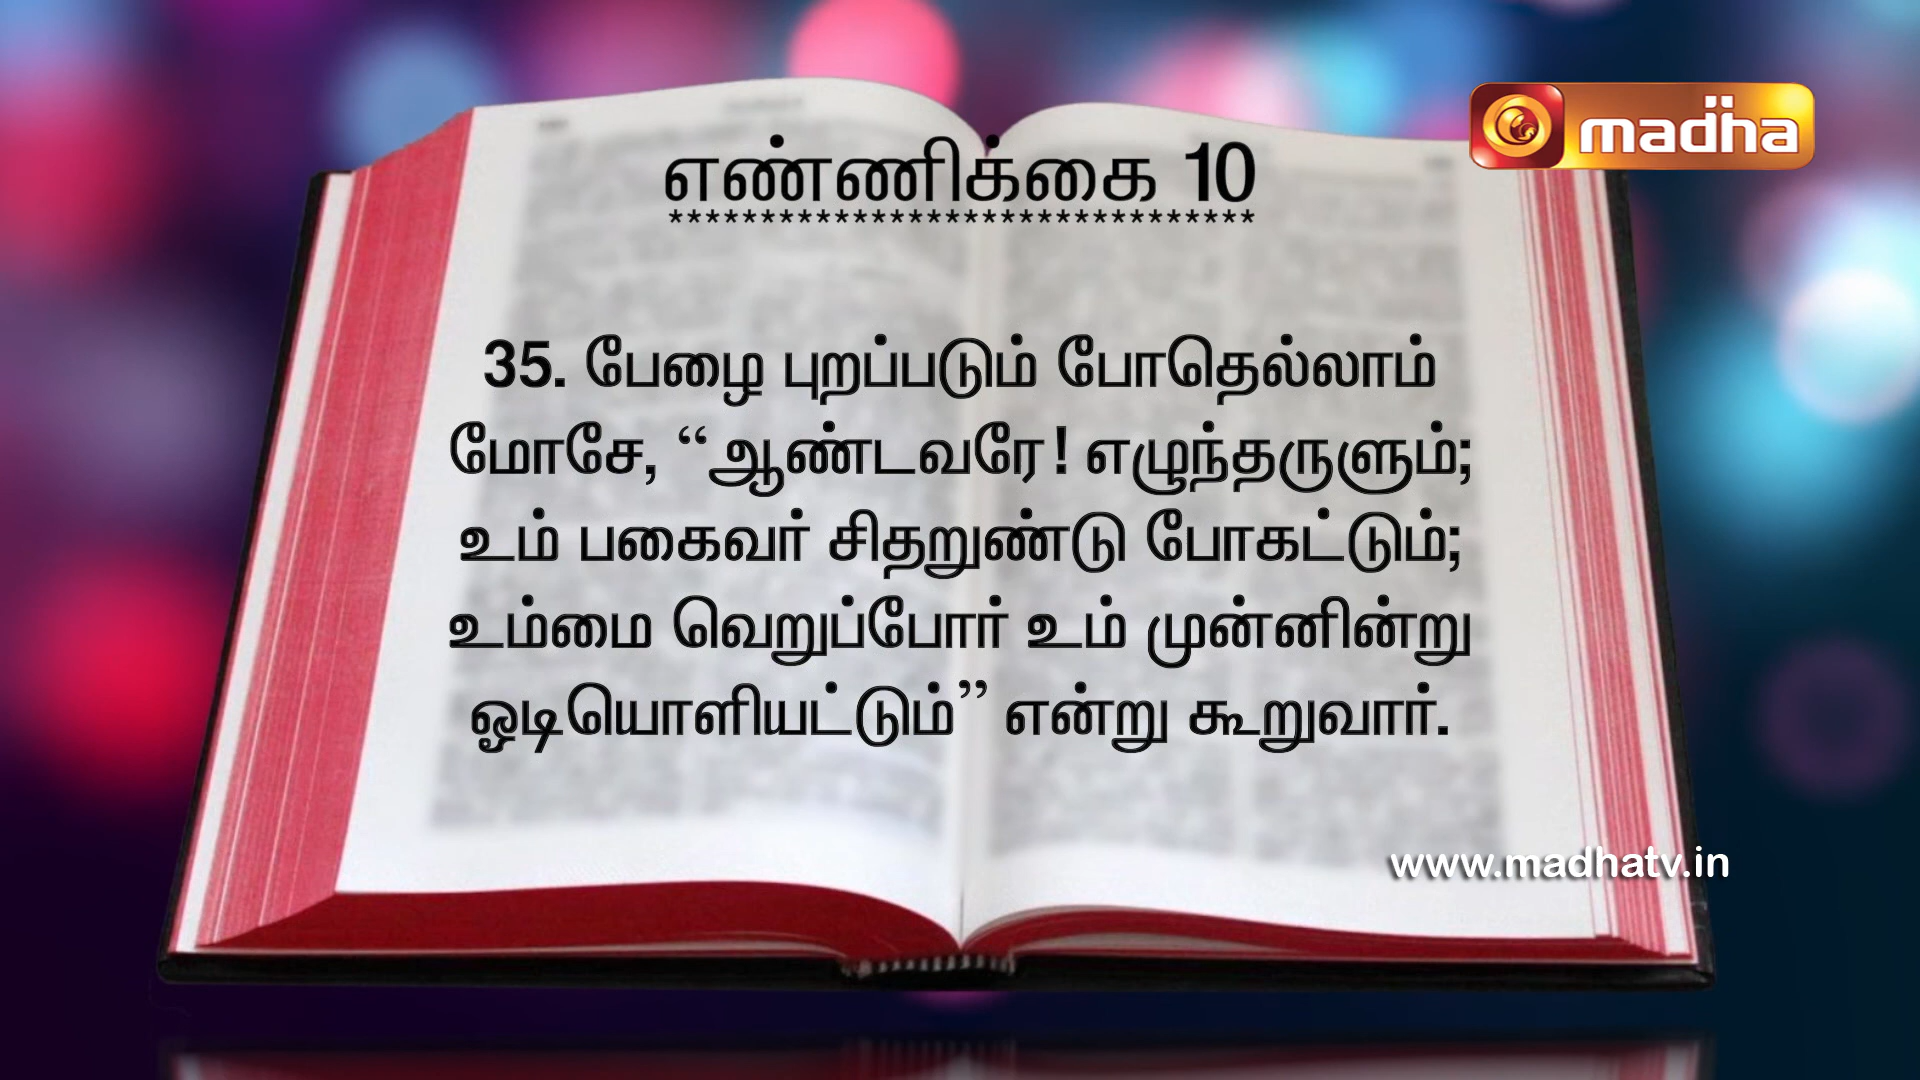 madha
எண்ணிக்கை 10
********************************
35. பேழை புறப்படும் போதெல்லாம்
மோசே, “ஆண்டவரே! எழுந்தருளும்;
உம் பகைவர் சிதறுண்டு போகட்டும்;
உம்மை வெறுப்போர் உம் முன்னின்று
ஓடியொளியட்டும்” என்று கூறுவார்.
www.madhatv.in